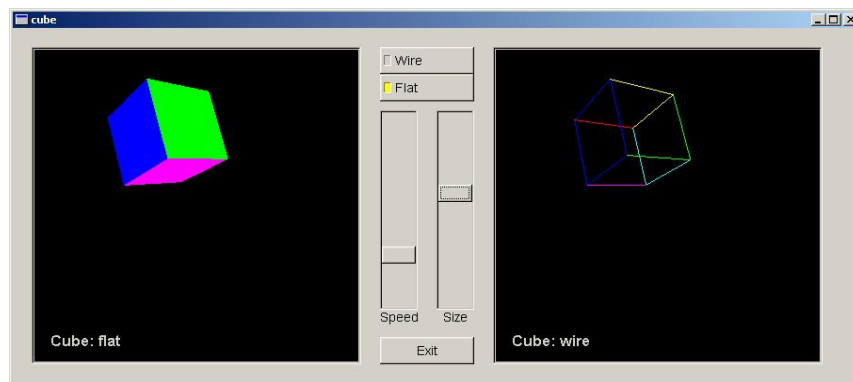 cube
Wire
Flat
Speed
Size
Exit
Cube: flat
Cube: wire